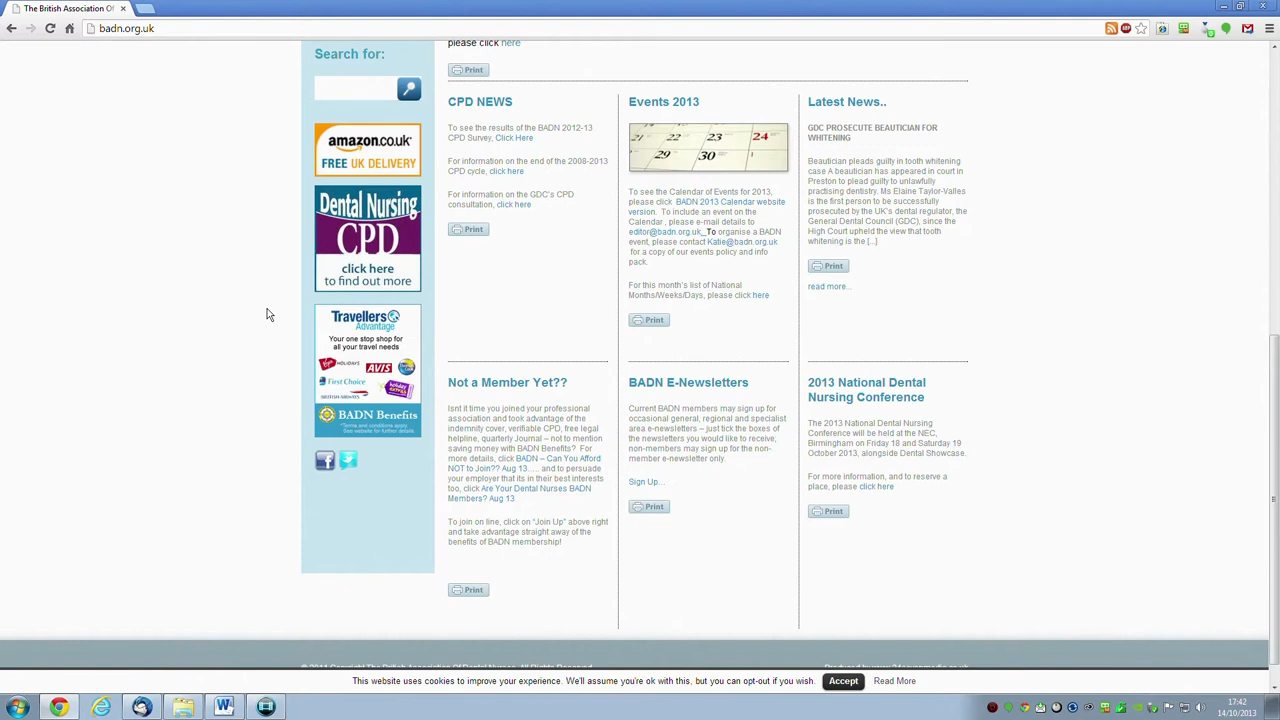 The British Association Of
badn.org.uk
please click here
Print
Search for:
amazon.co.uk
FREE UK DELIVERY
Dental Nursing
CPD
click here
to find out more
Travellers
Advantage
Your one stop shop for
all your travel needs
HOLIDAYS
AVIS
First Choice
BRITISH AIRWAYS
holiday
BADN Benefits
*Terms and conditions apply.
See website for further details.
CPD NEWS
To see the results of the BADN 2012-13
CPD Survey, Click Here
For information on the end of the 2008-2013
CPD cycle, click here
For information on the GDC's CPD
consultation, click here
Print
Events 2013
21 22 23 24
29 30
To see the Calendar of Events for 2013,
please click BADN 2013 Calendar website
version. To include an event on the
Calendar , please e-mail details to
editor@badn.org.uk_To organise a BADN
event, please contact Katie@badn.org.uk
for a copy of our events policy and info
pack.
For this month's list of National
Months/Weeks/Days, please click here
Print
Latest News..
GDC PROSECUTE BEAUTICIAN FOR
WHITENING
Beautician pleads guilty in tooth whitening
case A beautician has appeared in court in
Preston to plead guilty to unlawfully
practising dentistry. Ms Elaine Taylor-Valles
is the first person to be successfully
prosecuted by the UK's dental regulator, the
General Dental Council (GDC), since the
High Court upheld the view that tooth
whitening is the [...]
Print
read more...
Not a Member Yet??
Isnt it time you joined your professional
association and took advantage of the
indemnity cover, verifiable CPD, free legal
helpline, quarterly Journal – not to mention
saving money with BADN Benefits? For
more details, click BADN – Can You Afford
NOT to Join?? Aug 13..... and to persuade
your employer that its in their best interests
too, click Are Your Dental Nurses BADN
Members? Aug 13
To join on line, click on "Join Up" above right
and take advantage straight away of the
benefits of BADN membership!
Print
BADN E-Newsletters
Current BADN members may sign up for
occasional general, regional and specialist
area e-newsletters – just tick the boxes of
the newsletters you would like to receive;
non-members may sign up for the non-
member e-newsletter only.
Sign Up...
Print
2013 National Dental
Nursing Conference
The 2013 National Dental Nursing
Conference will be held at the NEC,
Birmingham on Friday 18 and Saturday 19
October 2013, alongside Dental Showcase.
For more information, and to reserve a
place, please click here
Print
This website uses cookies to improve your experience. We'll assume you're ok with this, but you can opt-if you wish. Accept Read More
17:42
14/10/2013